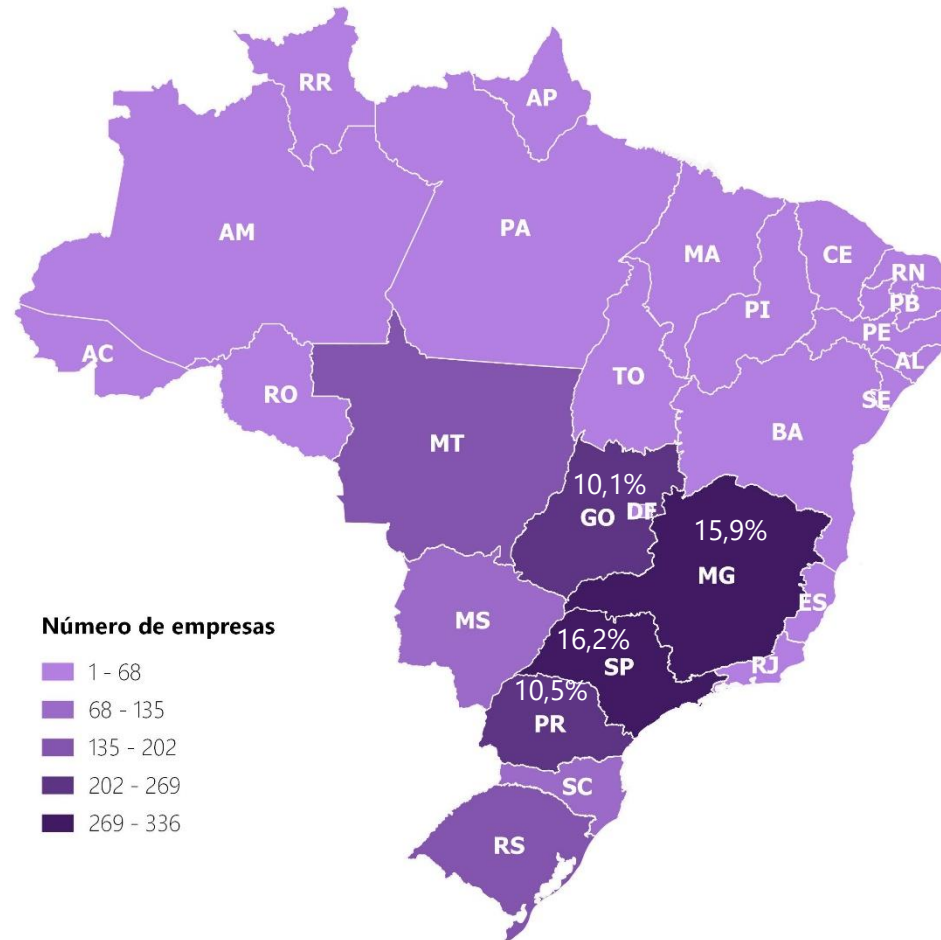 RR
AP
AM
PA
MA
CE
RN
PB
PI
PE
AC
AL
TO
SE
RO
BA
MT
10,1%
DF
GO
15,9%
MG
ES
MS
16,2%
SP
RJ
10,5%
PR
SC
RS
Número de empresas
1 - 68
68 - 135
135 - 202
202 - 269
269 - 336